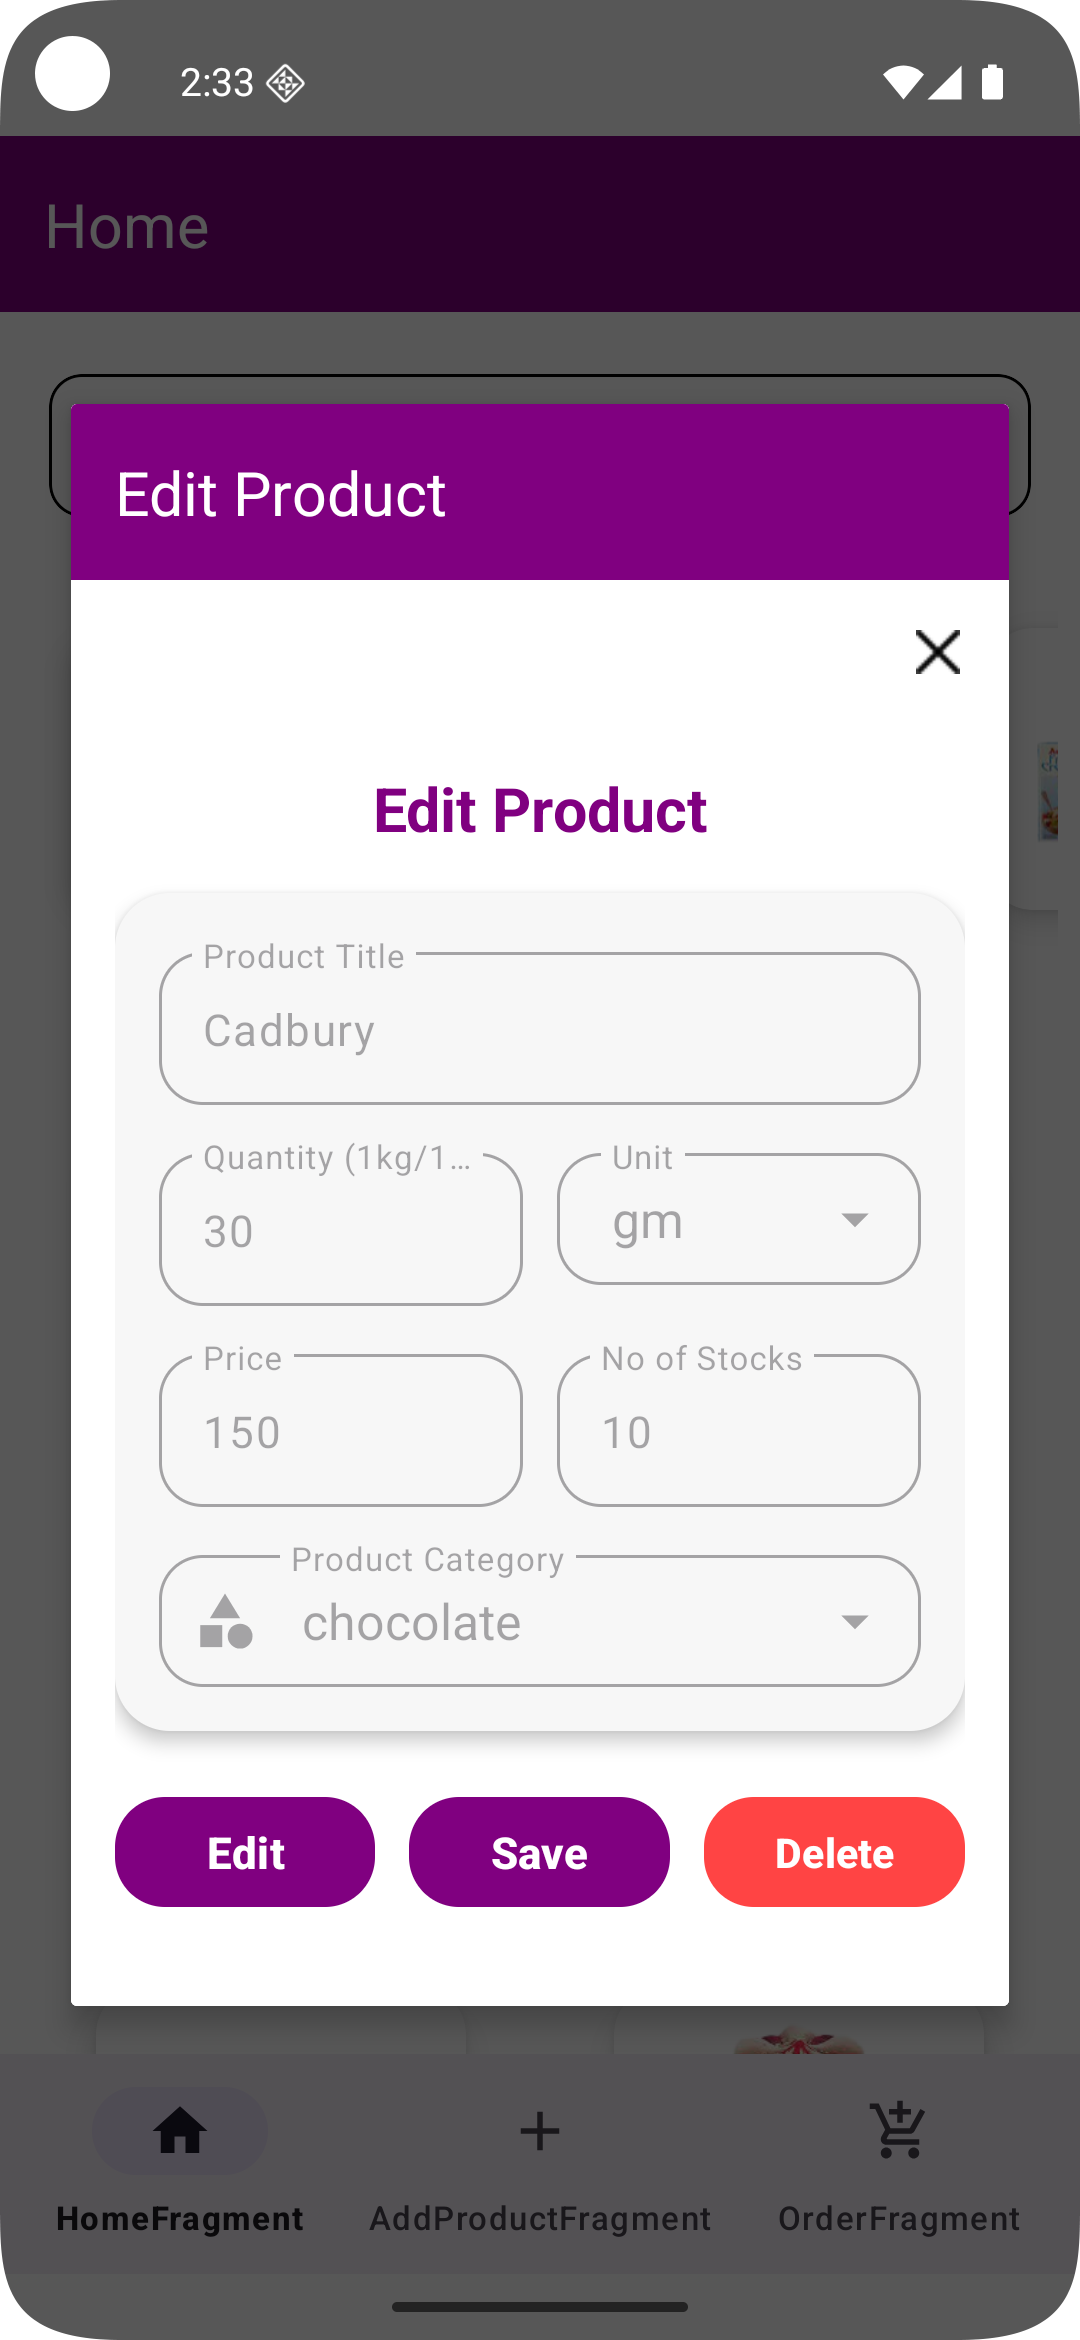 2:33
Home
Edit Product
Edit Product
Product Title
Cadbury
Quantity (1kg/1... Unit
30 gm
Price No of Stocks
150 10
Product Category
chocolate
Edit Save Delete
HomeFragment AddProductFragment OrderFragment